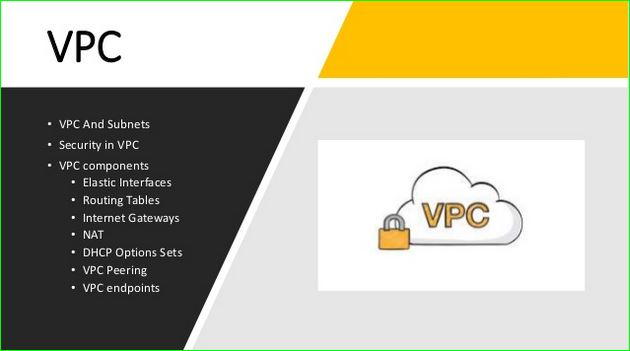 VPC
• VPC And Subnets
• Security in VPC
• VPC components
• Elastic Interfaces
• Routing Tables
• Internet Gateways
• NAT
• DHCP Options Sets
• VPC Peering
• VPC endpoints
VPC